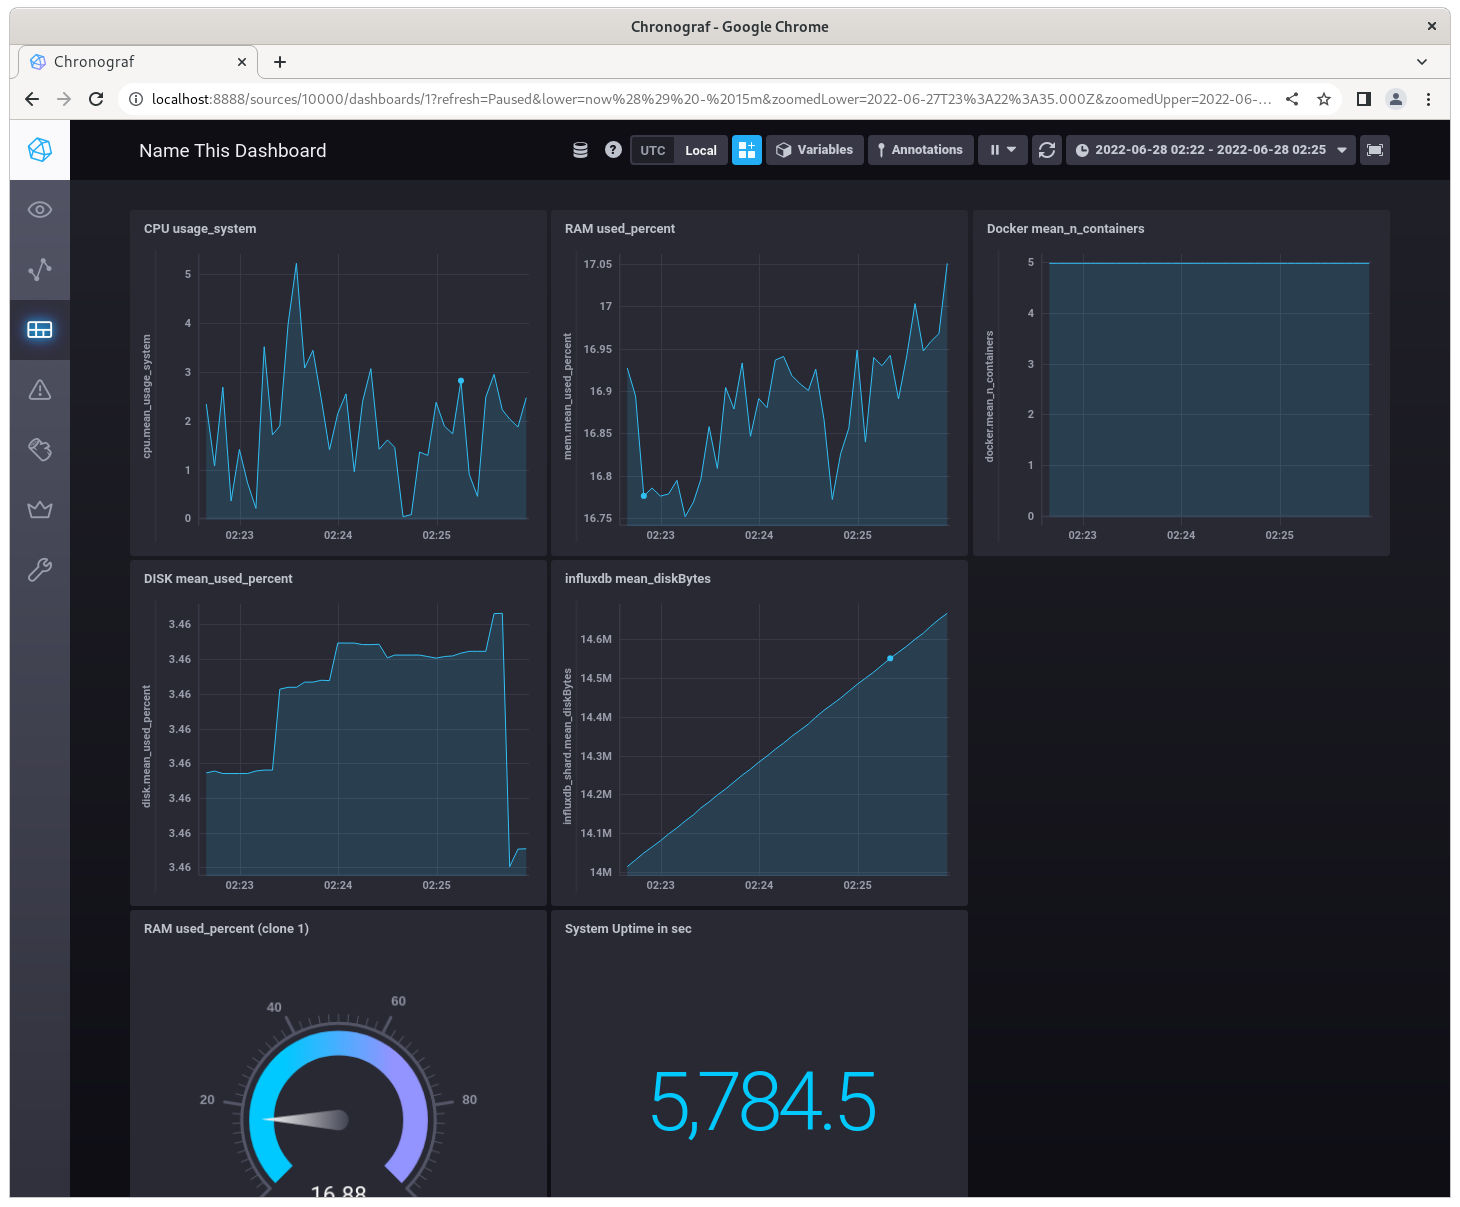 Chronograf - Google Chrome
Chronograf
localhost:8888/sources/10000/dashboards/1?refresh=Paused&lower=now%28%29%20-%2015m&zoomedLower=2022-06-27T23%3A22%3A35.000Z&zoomedUpper=2022-06-...
Name This Dashboard
UTC Local Variables Annotations 2022-06-28 02:22 - 2022-06-28 02:25
CPU usage_system
cpu.mean_usage_system
5
4
3
2
1
0
02:23 02:24 02:25
RAM used_percent
mem.mean_used_percent
17.05
17
16.95
16.9
16.85
16.8
16.75
02:23 02:24 02:25
Docker mean_n_containers
docker.mean_n_containers
5
4
3
2
1
0
02:23 02:24 02:25
DISK mean_used_percent
disk.mean_used_percent
3.46
3.46
3.46
3.46
3.46
3.46
3.46
3.46
02:23 02:24 02:25
influxdb mean_diskBytes
influxdb_shard.mean_diskBytes
14.6M
14.5M
14.4M
14.3M
14.2M
14.1M
14M
02:23 02:24 02:25
RAM used_percent (clone 1)
20
40
60
80
16.88
System Uptime in sec
5,784.5